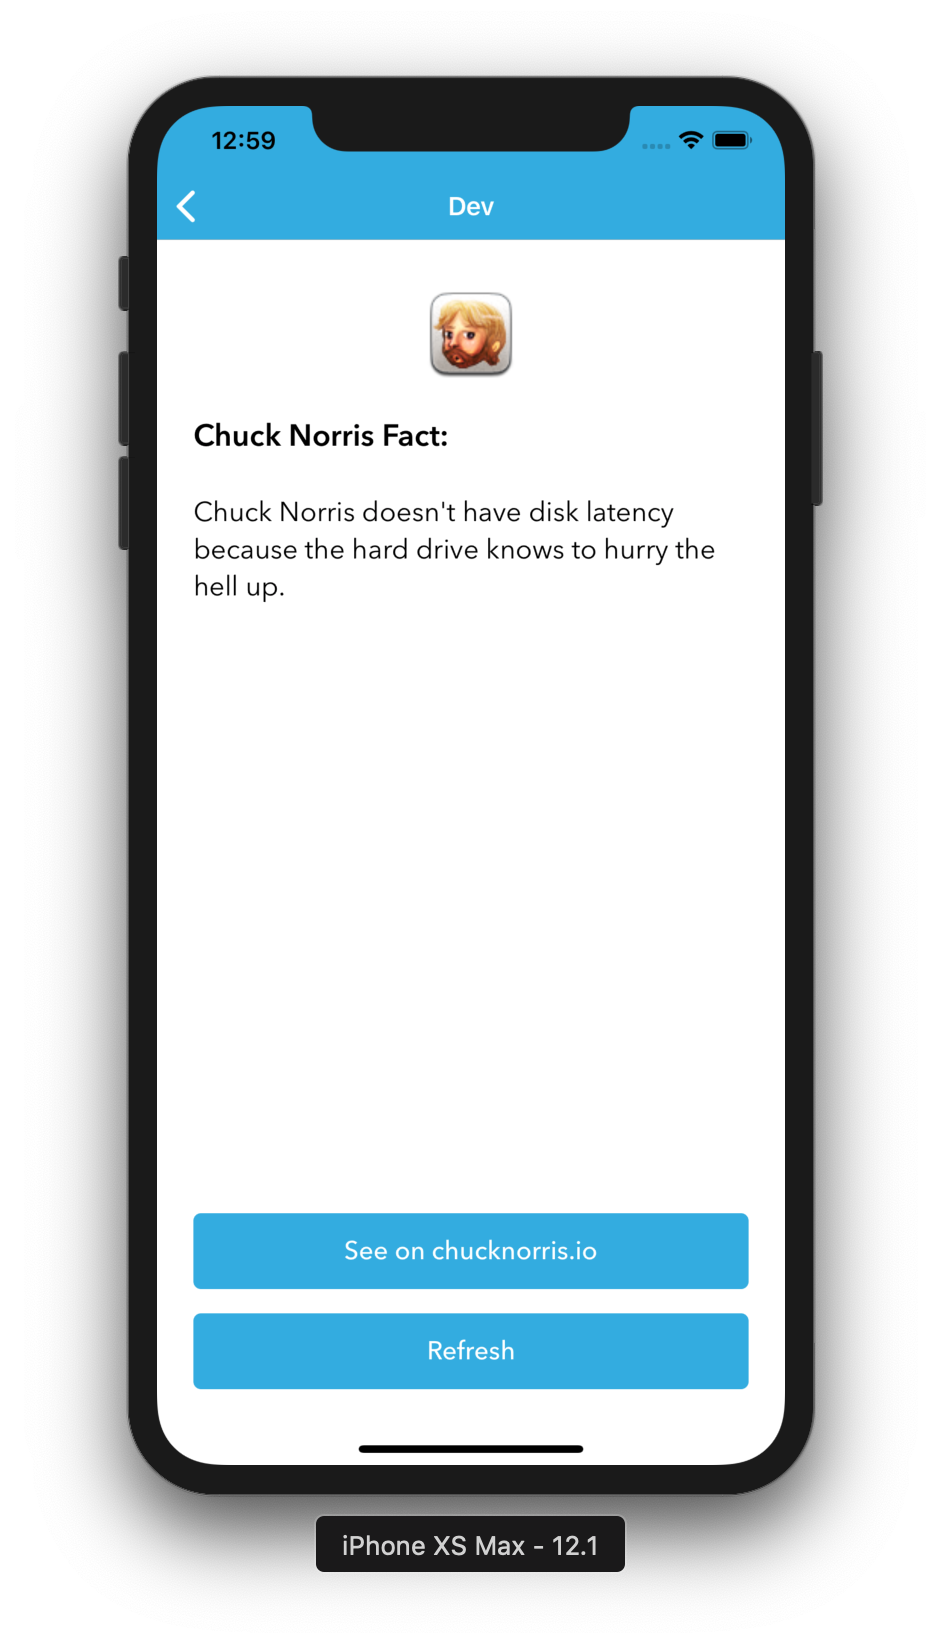 12:59
Dev
Chuck Norris Fact:
Chuck Norris doesn't have disk latency
because the hard drive knows to hurry the
hell up.
See on chucknorris.io
Refresh
iPhone XS Max - 12.1